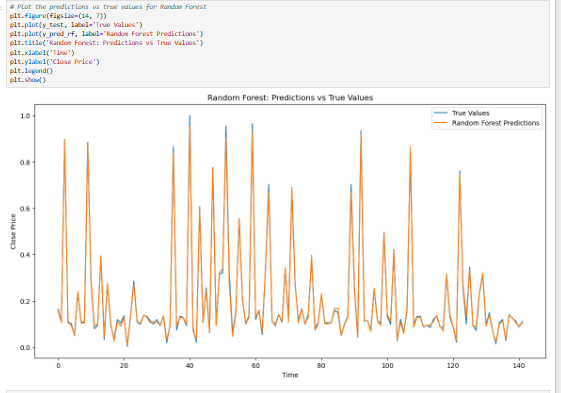 # Plot the predictions vs true values for Random Forest
plt.figure(figsize=(14, 7))
plt.plot(y_test, label='True Values')
plt.plot(y_pred_rf, label='Random Forest Predictions')
plt.title('Random Forest: Predictions vs True Values')
plt.xlabel('Time')
plt.ylabel('Close Price')
plt.legend()
plt.show()
Random Forest: Predictions vs True Values
True Values
Random Forest Predictions
1.0
0.8
0.6
0.4
0.2
0.0
Close Price
0 20 40 60 80 100 120 140
Time